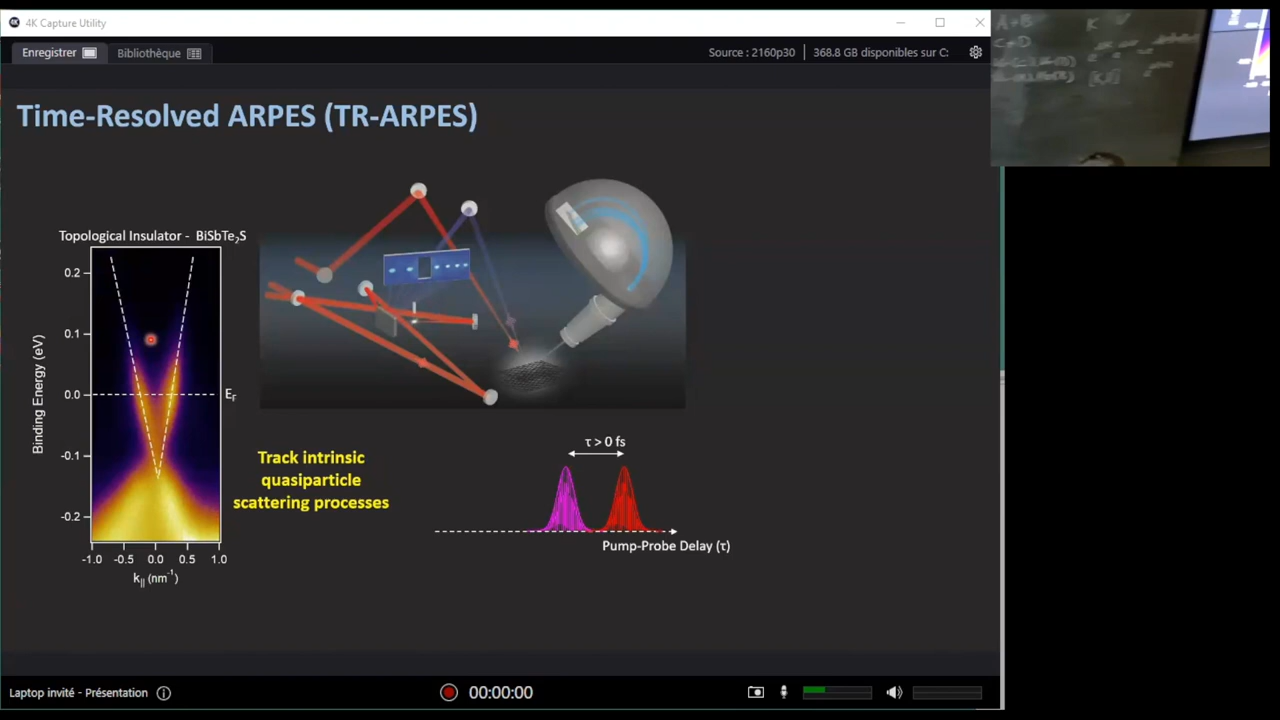 4K Capture Utility
Enregistrer
Bibliothèque
Source : 2160p30
368.8 GB disponibles sur C:
Time-Resolved ARPES (TR-ARPES)
A+B
C+D
K
Topological Insulator - BiSbTe₂S
0.2
0.1
0.0
-0.1
-0.2
Binding Energy (eV)
E_F
-1.0 -0.5 0.0 0.5 1.0
k_|| (nm⁻¹)
Track intrinsic
quasiparticle
scattering processes
τ > 0 fs
Pump-Probe Delay (τ)
Laptop invité - Présentation
00:00:00